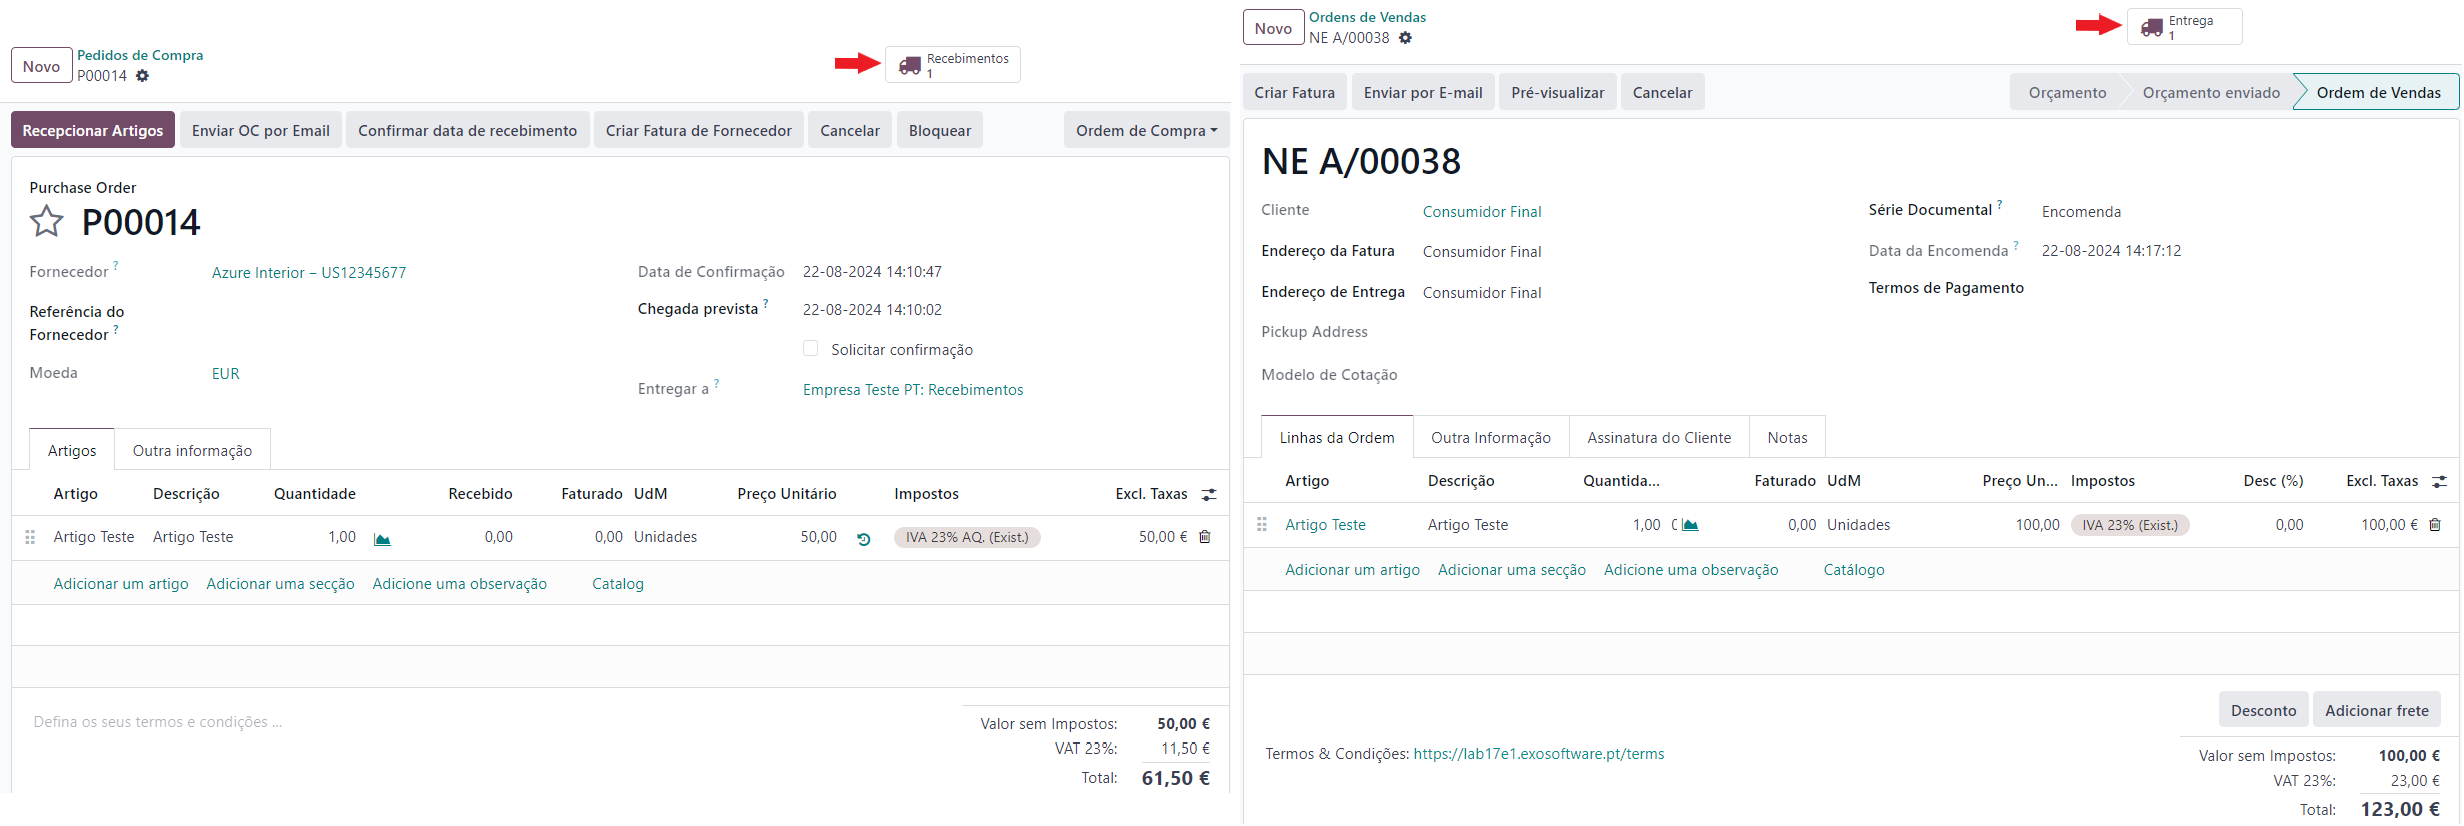 Novo
Pedidos de Compra
P00014
Recebimentos
1
Recepcionar Artigos
Enviar OC por Email
Confirmar data de recebimento
Criar Fatura de Fornecedor
Cancelar
Bloquear
Ordem de Compra
Purchase Order
P00014
Fornecedor ?
Azure Interior – US12345677
Referência do
Fornecedor ?
Moeda
EUR
Data de Confirmação
22-08-2024 14:10:47
Chegada prevista ?
22-08-2024 14:10:02
Solicitar confirmação
Entregar a ?
Empresa Teste PT: Recebimentos
Artigos
Outra informação
Artigo Descrição Quantidade Recebido Faturado UdM Preço Unitário Impostos Excl. Taxas
Artigo Teste Artigo Teste 1,00 0,00 0,00 Unidades 50,00 IVA 23% AQ. (Exist.) 50,00 €
Adicionar um artigo Adicionar uma secção Adicione uma observação Catalog
Defina os seus termos e condições ...
Valor sem Impostos: 50,00 €
VAT 23%: 11,50 €
Total: 61,50 €
Novo
Ordens de Vendas
NE A/00038
Entrega
1
Criar Fatura
Enviar por E-mail
Pré-visualizar
Cancelar
Orçamento
Orçamento enviado
Ordem de Vendas
NE A/00038
Cliente
Consumidor Final
Endereço da Fatura
Consumidor Final
Endereço de Entrega
Consumidor Final
Pickup Address
Modelo de Cotação
Série Documental ?
Encomenda
Data da Encomenda ?
22-08-2024 14:17:12
Termos de Pagamento
Linhas da Ordem
Outra Informação
Assinatura do Cliente
Notas
Artigo Descrição Quantida... Faturado UdM Preço Un... Impostos Desc (%) Excl. Taxas
Artigo Teste Artigo Teste 1,00 0,00 Unidades 100,00 IVA 23% (Exist.) 0,00 100,00 €
Adicionar um artigo Adicionar uma secção Adicione uma observação Catálogo
Desconto
Adicionar frete
Termos & Condições: https://lab17e1.exosoftware.pt/terms
Valor sem Impostos: 100,00 €
VAT 23%: 23,00 €
Total: 123,00 €